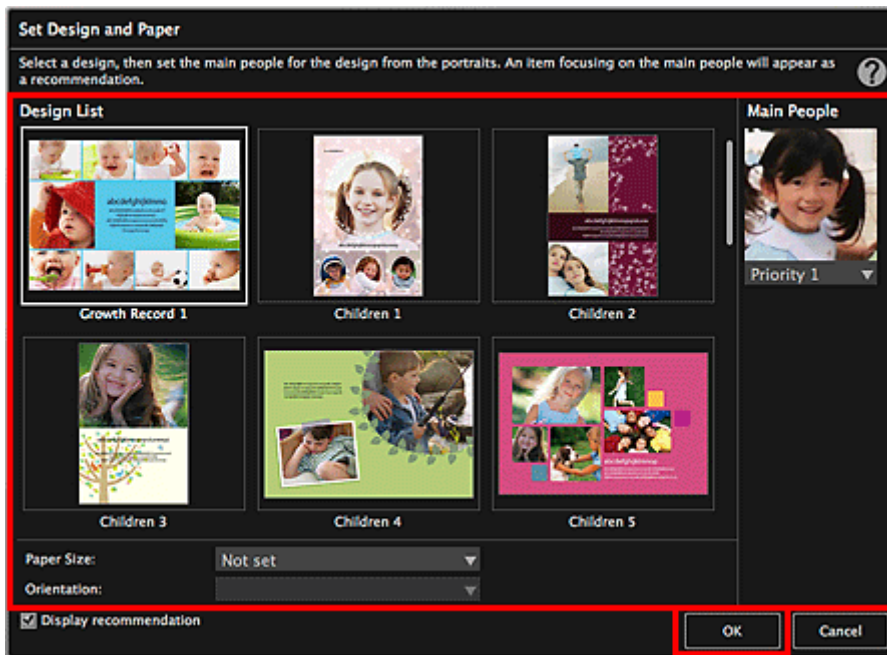 Set Design and Paper
Select a design, then set the main people for the design from the portraits. An item focusing on the main people will appear as
a recommendation.
?
Design List
Main People
abcdefghijklmno
Priority 1
Growth Record 1
Children 1
Children 2
Children 3
Children 4
Children 5
Paper Size:
Not set
Orientation:
Display recommendation
OK
Cancel